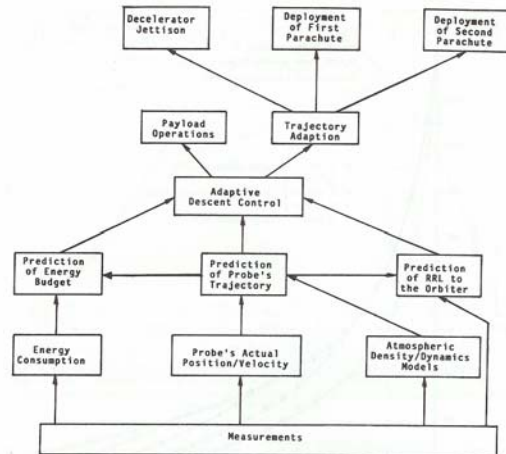 Decelerator
Jettison
Deployment
of First
Parachute
Deployment
of Second
Parachute
Payload
Operations
Trajectory
Adaption
Adaptive
Descent Control
Prediction
of Energy
Budget
Prediction
of Probe's
Trajectory
Prediction
of RRL to
the Orbiter
Energy
Consumption
Probe's Actual
Position/Velocity
Atmospheric
Density/Dynamics
Models
Measurements